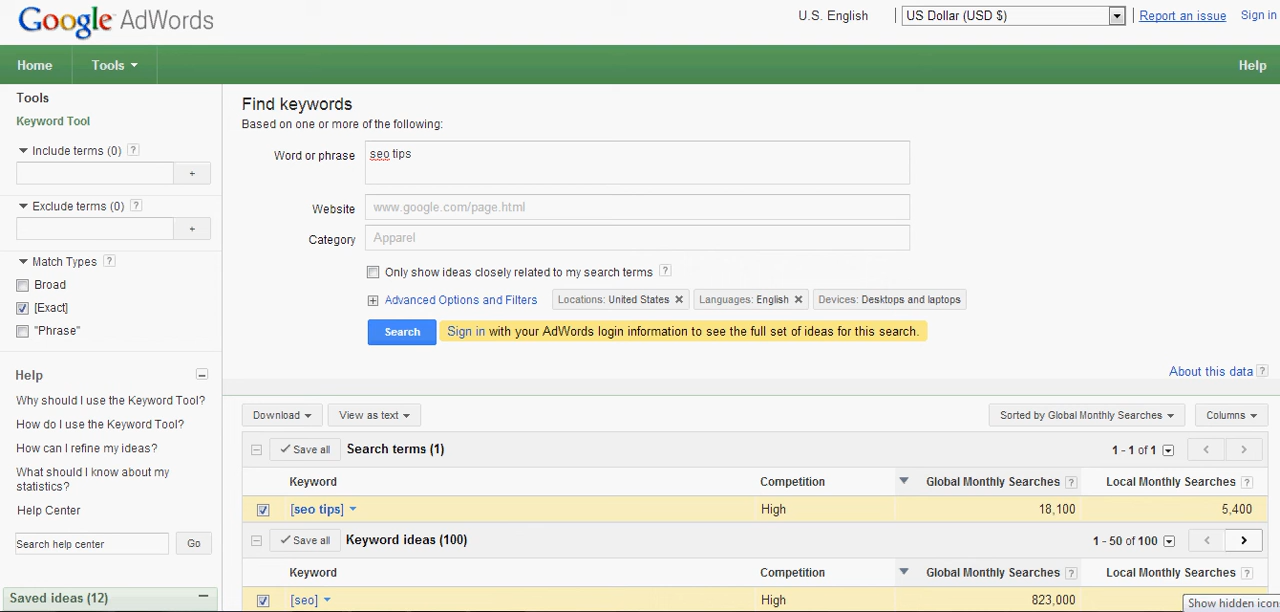 Google AdWords
U.S. English
US Dollar (USD $)
Report an issue
Sign in
Home
Tools
Help
Tools
Keyword Tool
Include terms (0) ?
+
Exclude terms (0) ?
+
Match Types ?
Broad
[Exact]
"Phrase"
Help
Why should I use the Keyword Tool?
How do I use the Keyword Tool?
How can I refine my ideas?
What should I know about my
statistics?
Help Center
Search help center
Go
Saved ideas (12)
Find keywords
Based on one or more of the following:
Word or phrase
seo tips
Website
www.google.com/page.html
Category
Apparel
Only show ideas closely related to my search terms ?
Advanced Options and Filters
Locations: United States
Languages: English
Devices: Desktops and laptops
Search
Sign in with your AdWords login information to see the full set of ideas for this search.
About this data ?
Download
View as text
Sorted by Global Monthly Searches
Columns
Save all
Search terms (1)
1 - 1 of 1
Keyword Competition Global Monthly Searches ? Local Monthly Searches ?
[seo tips] High 18,100 5,400
Save all
Keyword ideas (100)
1 - 50 of 100
Keyword Competition Global Monthly Searches ? Local Monthly Searches ?
[seo] High 823,000
Show hidden icon